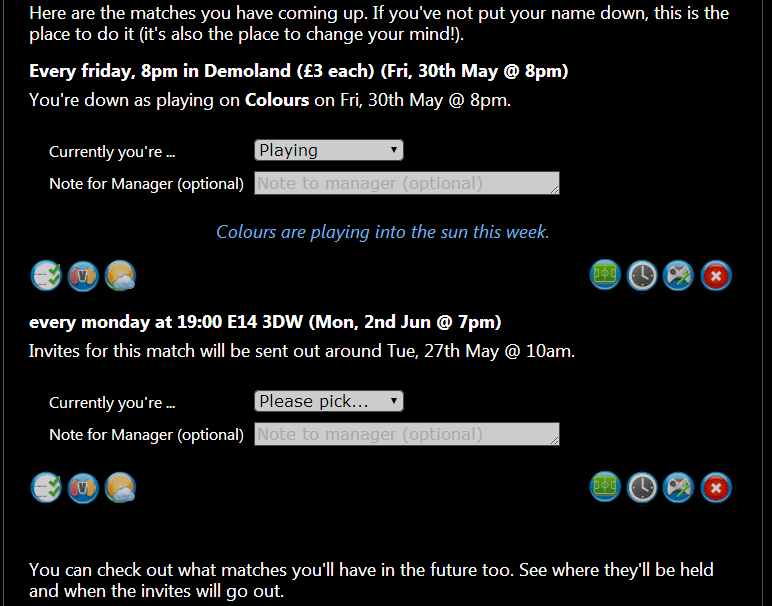 Here are the matches you have coming up. If you've not put your name down, this is the
place to do it (it's also the place to change your mind!).
Every friday, 8pm in Demoland (£3 each) (Fri, 30th May @ 8pm)
You're down as playing on Colours on Fri, 30th May @ 8pm.
Currently you're ... Playing
Note for Manager (optional) Note to manager (optional)
Colours are playing into the sun this week.
V
every monday at 19:00 E14 3DW (Mon, 2nd Jun @ 7pm)
Invites for this match will be sent out around Tue, 27th May @ 10am.
Currently you're ... Please pick...
Note for Manager (optional) Note to manager (optional)
V
You can check out what matches you'll have in the future too. See where they'll be held
and when the invites will go out.